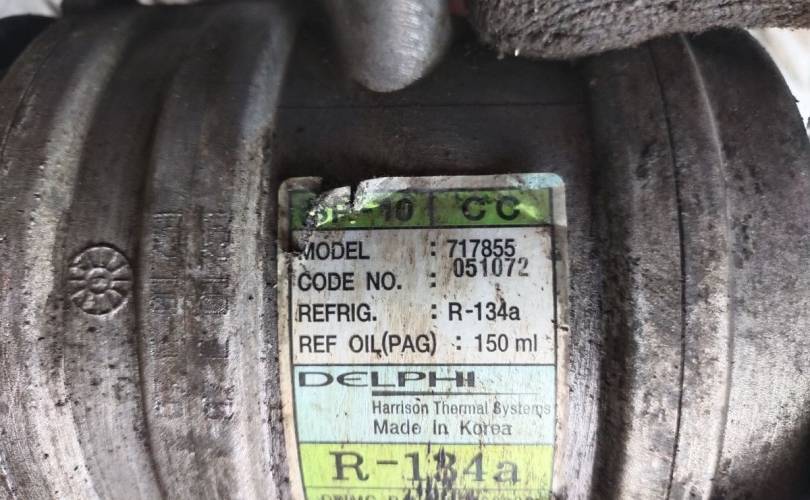 -10 CC
MODEL : 717855
CODE NO. : 051072
REFRIG. : R-134a
REF OIL(PAG) : 150 ml
DELPHI
Harrison Thermal Systems
Made In Korea
R-134a